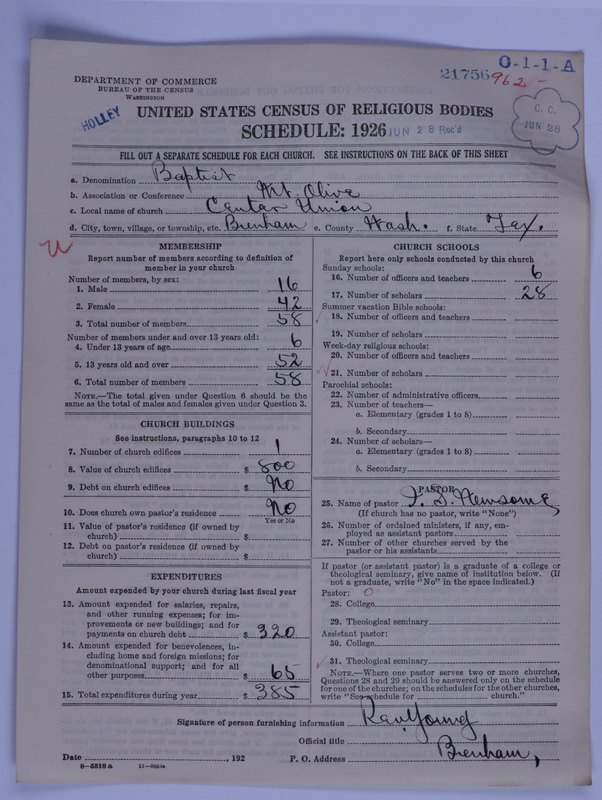 O-1-1-A
21756 962 -
DEPARTMENT OF COMMERCE
BUREAU OF THE CENSUS
WASHINGTON
HOLLEY
UNITED STATES CENSUS OF RELIGIOUS BODIES
SCHEDULE: 1926
JUN 28 Rec'd
C. C.
JUN 28
FILL OUT A SEPARATE SCHEDULE FOR EACH CHURCH. SEE INSTRUCTIONS ON THE BACK OF THIS SHEET
a. Denomination Baptist
b. Association or Conference Mt. Olive
c. Local name of church Center Union
d. City, town, village, or township, etc. Brenham e. County Wash. f. State Tex.
MEMBERSHIP
Report number of members according to definition of
member in your church
Number of members, by sex:
1. Male 16
2. Female 42
3. Total number of members 58
Number of members under and over 13 years old:
4. Under 13 years of age 6
5. 13 years old and over 52
6. Total number of members 58
NOTE.—The total given under Question 6 should be the
same as the total of males and females given under Question 3.
CHURCH BUILDINGS
See instructions, paragraphs 10 to 12
7. Number of church edifices 1
8. Value of church edifices $ 800
9. Debt on church edifices $ No
10. Does church own pastor's residence No
Yes or No
11. Value of pastor's residence (if owned by
church) $
12. Debt on pastor's residence (if owned by
church) $
EXPENDITURES
Amount expended by your church during last fiscal year
13. Amount expended for salaries, repairs,
and other running expenses; for im-
provements or new buildings; and for
payments on church debt $ 320
14. Amount expended for benevolences, in-
cluding home and foreign missions; for
denominational support; and for all
other purposes $ 65
15. Total expenditures during year $ 385
CHURCH SCHOOLS
Report here only schools conducted by this church
Sunday schools:
16. Number of officers and teachers 6
17. Number of scholars 28
Summer vacation Bible schools:
18. Number of officers and teachers
19. Number of scholars
Week-day religious schools:
20. Number of officers and teachers
21. Number of scholars
Parochial schools:
22. Number of administrative officers
23. Number of teachers—
a. Elementary (grades 1 to 8)
b. Secondary
24. Number of scholars—
a. Elementary (grades 1 to 8)
b. Secondary
PASTOR
25. Name of pastor P. S. Newsome
(If church has no pastor, write "None")
26. Number of ordained ministers, if any, em-
ployed as assistant pastors
27. Number of other churches served by the
pastor or his assistants
If pastor (or assistant pastor) is a graduate of a college or
theological seminary, give name of institution below. (If
not a graduate, write "No" in the space indicated.)
Pastor: O
28. College
29. Theological seminary
Assistant pastor:
30. College
31. Theological seminary
NOTE.—Where one pastor serves two or more churches,
Questions 28 and 29 should be answered only on the schedule
for one of the churches; on the schedules for the other churches,
write "See schedule for church."
Signature of person furnishing information Rev. Young
Official title
Date , 192 P. O. Address Brenham,
8-5518a